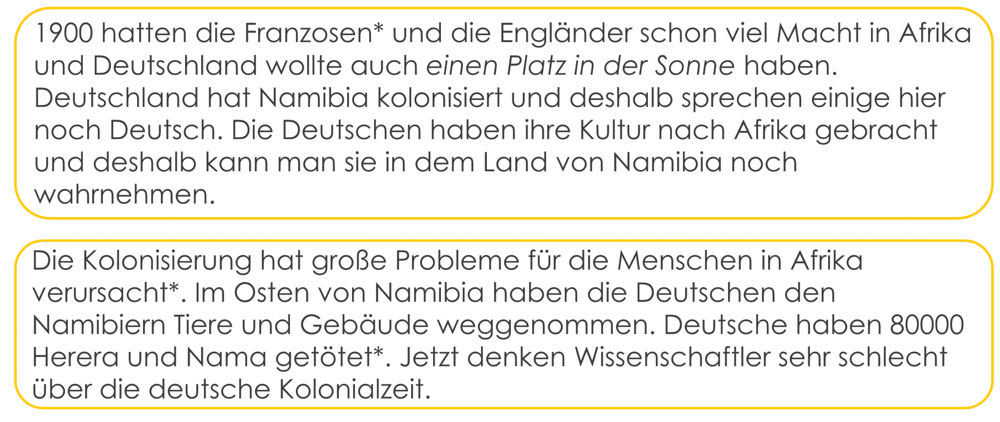 1900 hatten die Franzosen* und die Engländer schon viel Macht in Afrika
und Deutschland wollte auch einen Platz in der Sonne haben.
Deutschland hat Namibia kolonisiert und deshalb sprechen einige hier
noch Deutsch. Die Deutschen haben ihre Kultur nach Afrika gebracht
und deshalb kann man sie in dem Land von Namibia noch
wahrnehmen.
Die Kolonisierung hat große Probleme für die Menschen in Afrika
verursacht*. Im Osten von Namibia haben die Deutschen den
Namibiern Tiere und Gebäude weggenommen. Deutsche haben 80000
Herera und Nama getötet*. Jetzt denken Wissenschaftler sehr schlecht
über die deutsche Kolonialzeit.